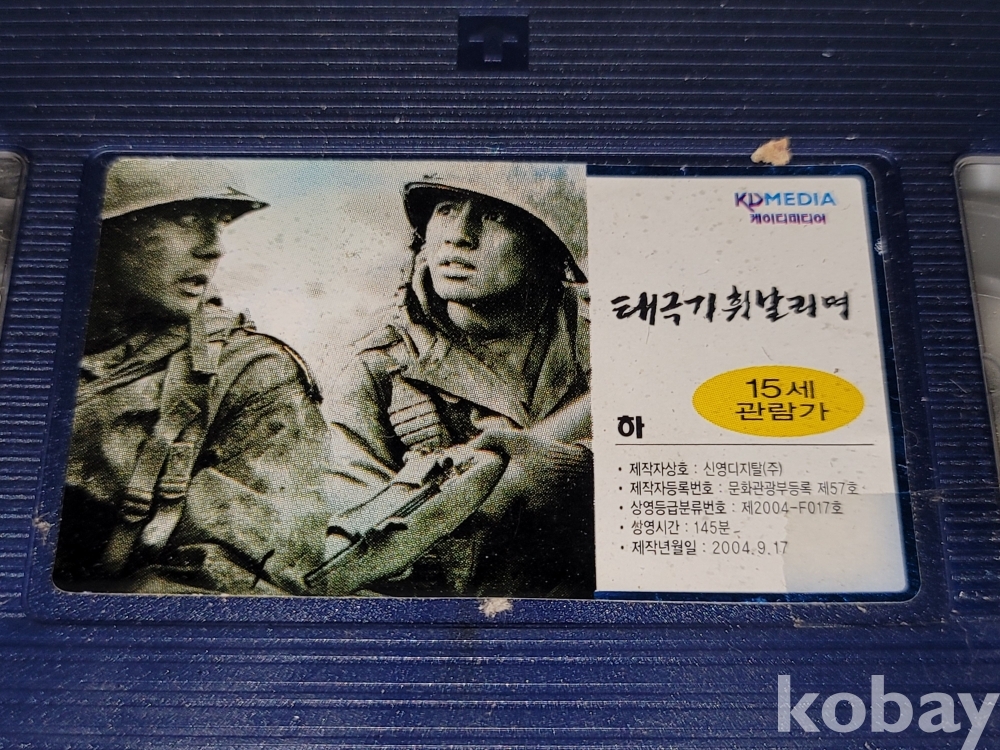 KDMEDIA
케이디미디어
태극기 휘날리며
15세
관람가
하
• 제작자상호 : 신영디지탈(주)
• 제작자등록번호 : 문화관광부등록 제57호
• 상영등급분류번호 : 제2004-F017호
• 상영시간 : 145분
• 제작년월일 : 2004.9.17
kobay